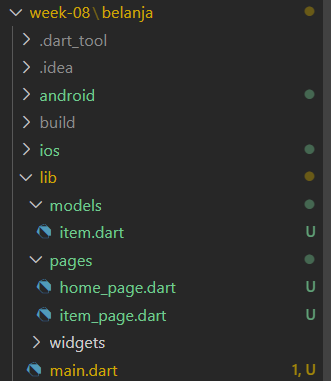 week-08\belanja
.dart_tool
.idea
android
build
ios
lib
models
item.dart U
pages
home_page.dart U
item_page.dart U
widgets
main.dart 1, U